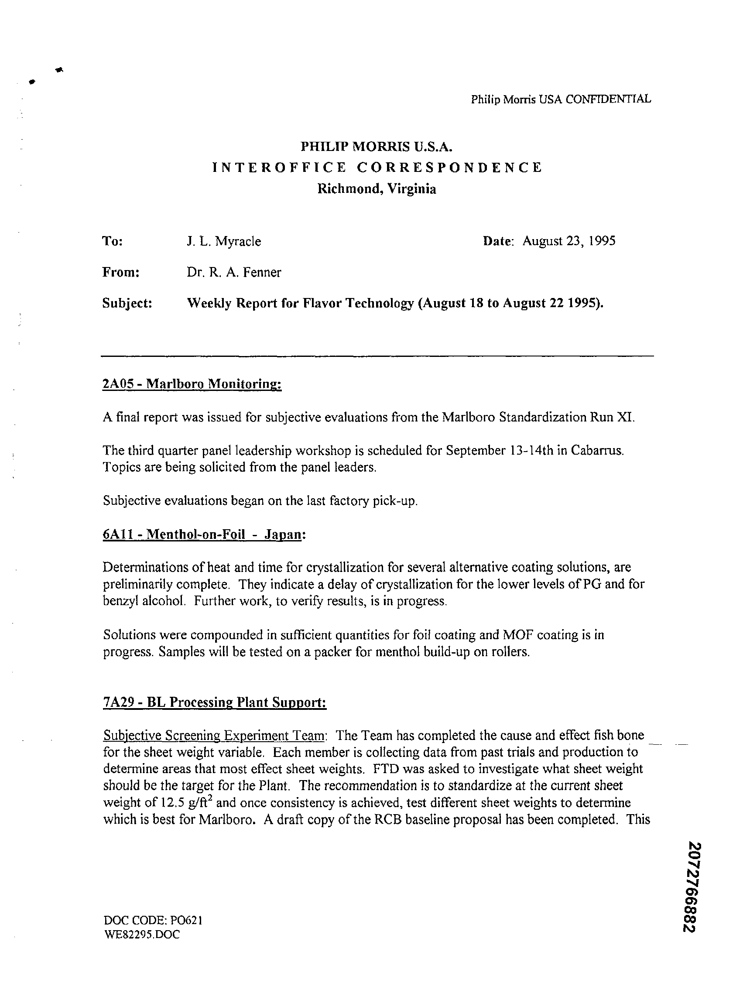 Philip Morris USA CONFIDENTIAL
PHILIP MORRIS U.S.A.
INTEROFFICE CORRESPONDENCE
Richmond, Virginia
To: J. L. Myracle Date: August 23, 1995
From: Dr. R. A. Fenner
Subject: Weekly Report for Flavor Technology (August 18 to August 22 1995).
2A05 - Marlboro Monitoring:
A final report was issued for subjective evaluations from the Marlboro Standardization Run XI.
The third quarter panel leadership workshop is scheduled for September 13-14th in Cabarrus.
Topics are being solicited from the panel leaders.
Subjective evaluations began on the last factory pick-up.
6A11 - Menthol-on-Foil - Japan:
Determinations of heat and time for crystallization for several alternative coating solutions, are
preliminarily complete. They indicate a delay of crystallization for the lower levels of PG and for
benzyl alcohol. Further work, to verify results, is in progress.
Solutions were compounded in sufficient quantities for foil coating and MOF coating is in
progress. Samples will be tested on a packer for menthol build-up on rollers.
7A29 - BL Processing Plant Support:
Subjective Screening Experiment Team: The Team has completed the cause and effect fish bone
for the sheet weight variable. Each member is collecting data from past trials and production to
determine areas that most effect sheet weights. FTD was asked to investigate what sheet weight
should be the target for the Plant. The recommendation is to standardize at the current sheet
weight of 12.5 g/ft² and once consistency is achieved, test different sheet weights to determine
which is best for Marlboro. A draft copy of the RCB baseline proposal has been completed. This
2072766882
DOC CODE: PO621
WE82295.DOC